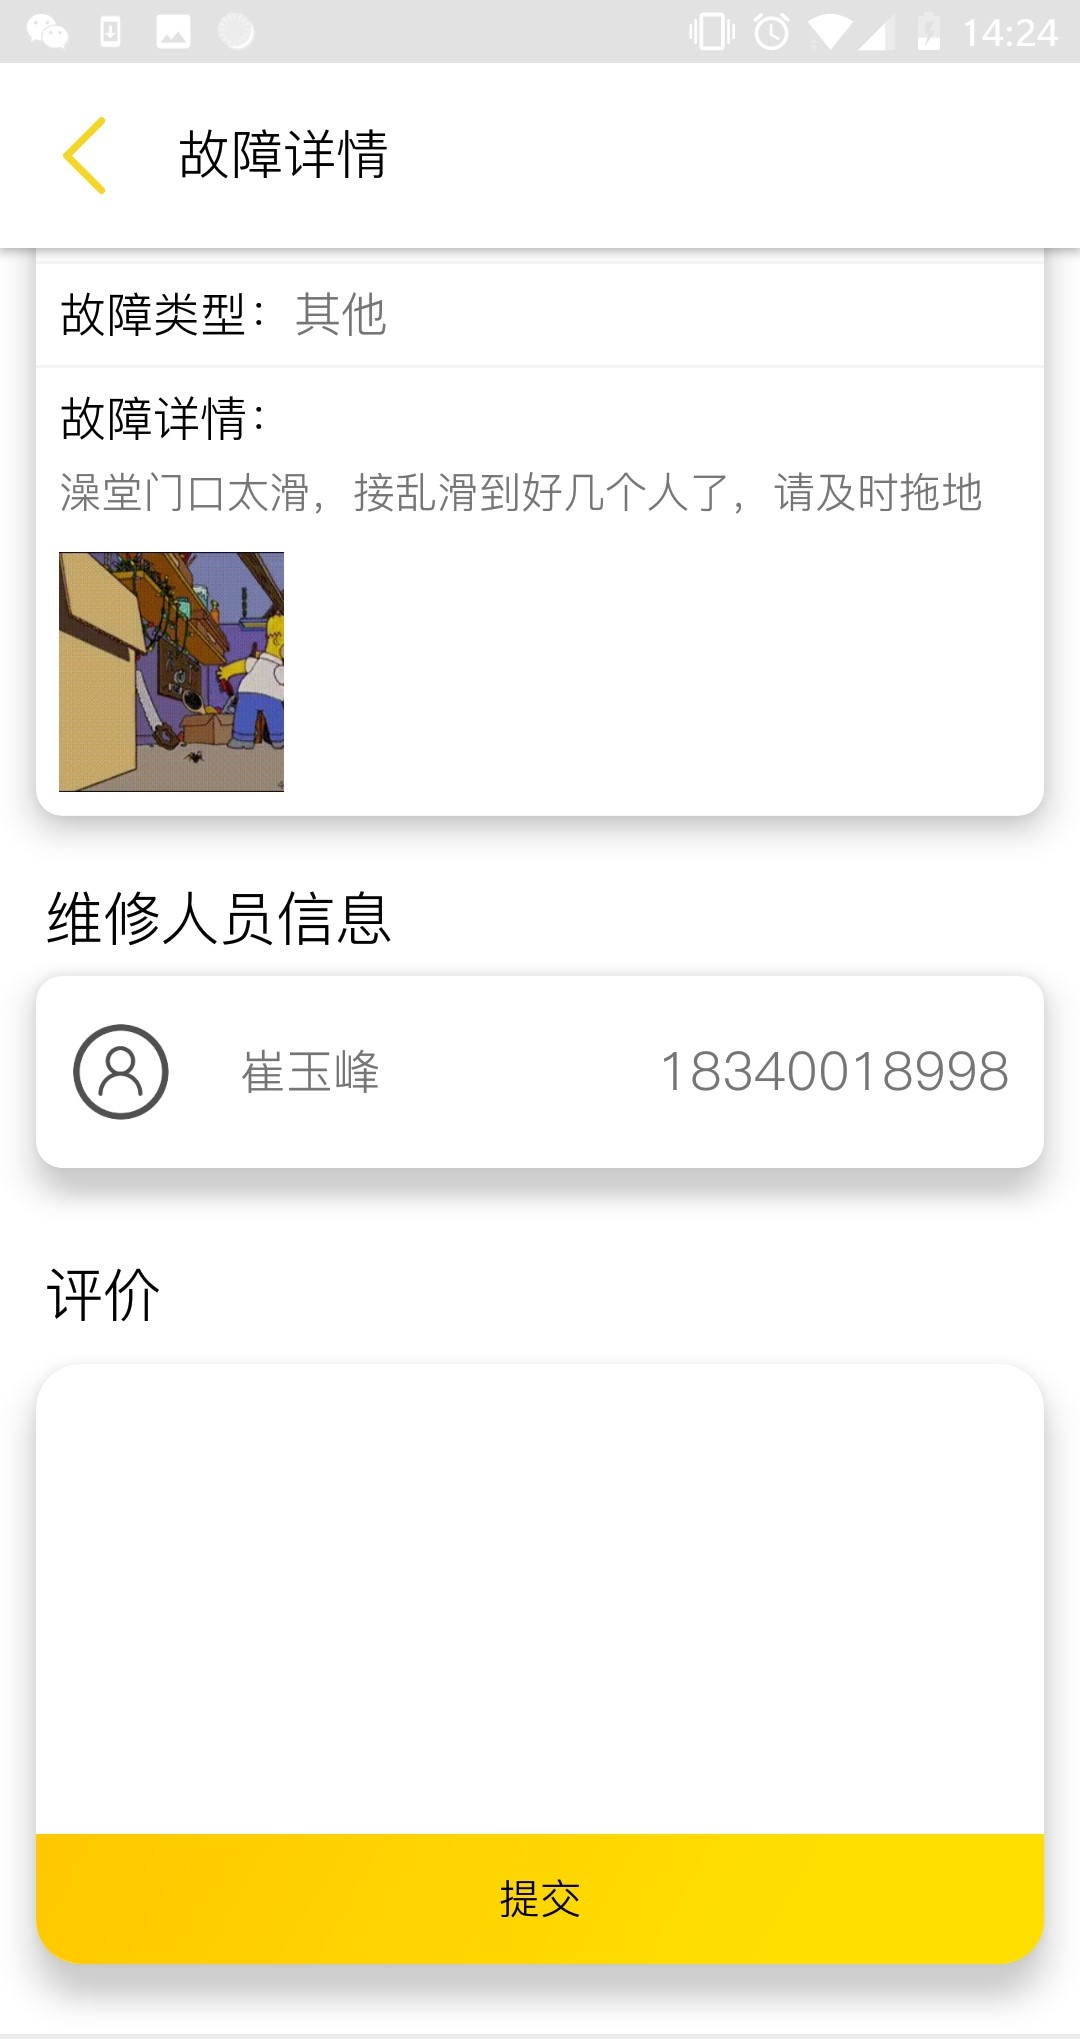 14:24
故障详情
故障类型：其他
故障详情：
澡堂门口太滑，接乱滑到好几个人了，请及时拖地
维修人员信息
崔玉峰 18340018998
评价
提交